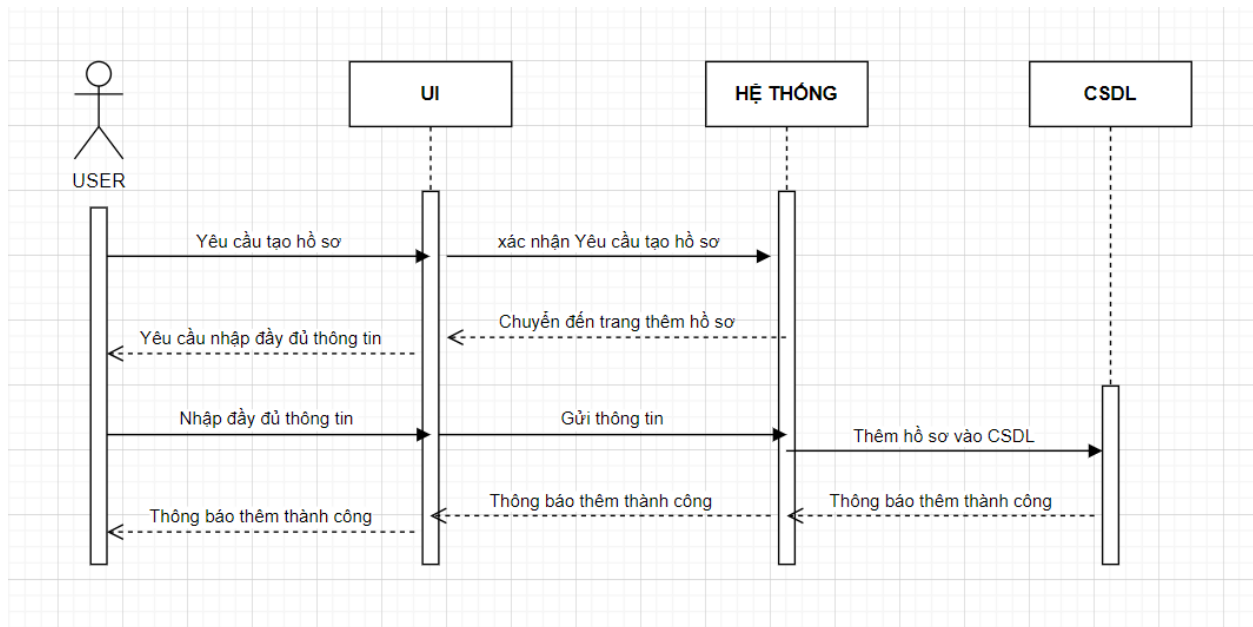 UI
HỆ THỐNG
CSDL
USER
Yêu cầu tạo hồ sơ
xác nhận Yêu cầu tạo hồ sơ
Chuyển đến trang thêm hồ sơ
Yêu cầu nhập đầy đủ thông tin
Nhập đầy đủ thông tin
Gửi thông tin
Thêm hồ sơ vào CSDL
Thông báo thêm thành công
Thông báo thêm thành công
Thông báo thêm thành công